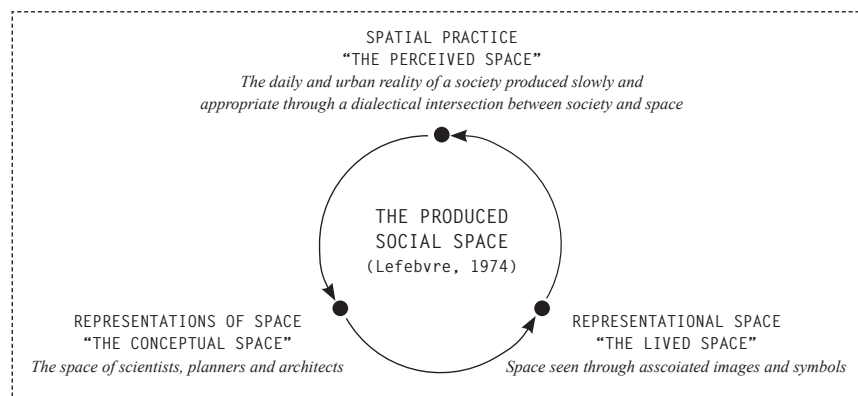 SPATIAL PRACTICE
“THE PERCEIVED SPACE”
The daily and urban reality of a society produced slowly and
appropriate through a dialectical intersection between society and space
THE PRODUCED
SOCIAL SPACE
(Lefebvre, 1974)
REPRESENTATIONS OF SPACE
“THE CONCEPTUAL SPACE”
The space of scientists, planners and architects
REPRESENTATIONAL SPACE
“THE LIVED SPACE”
Space seen through asscoiated images and symbols